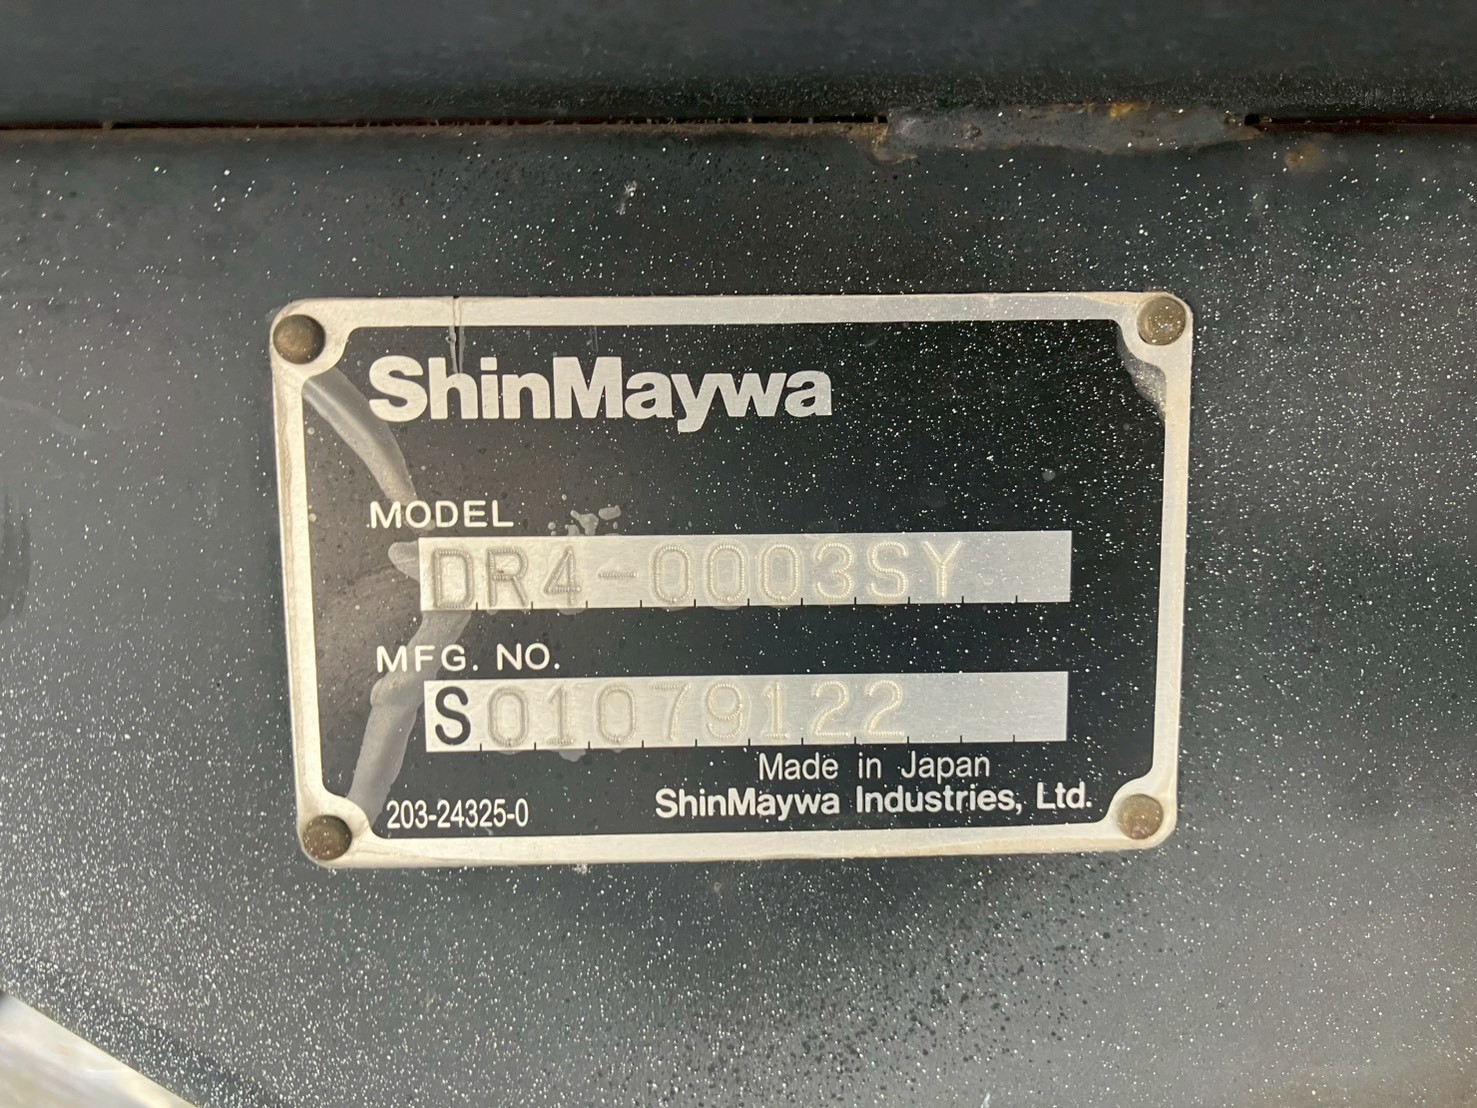 ShinMaywa
MODEL
DR4-0003SY
MFG. NO.
S01079122
Made in Japan
203-24325-0
ShinMaywa Industries, Ltd.